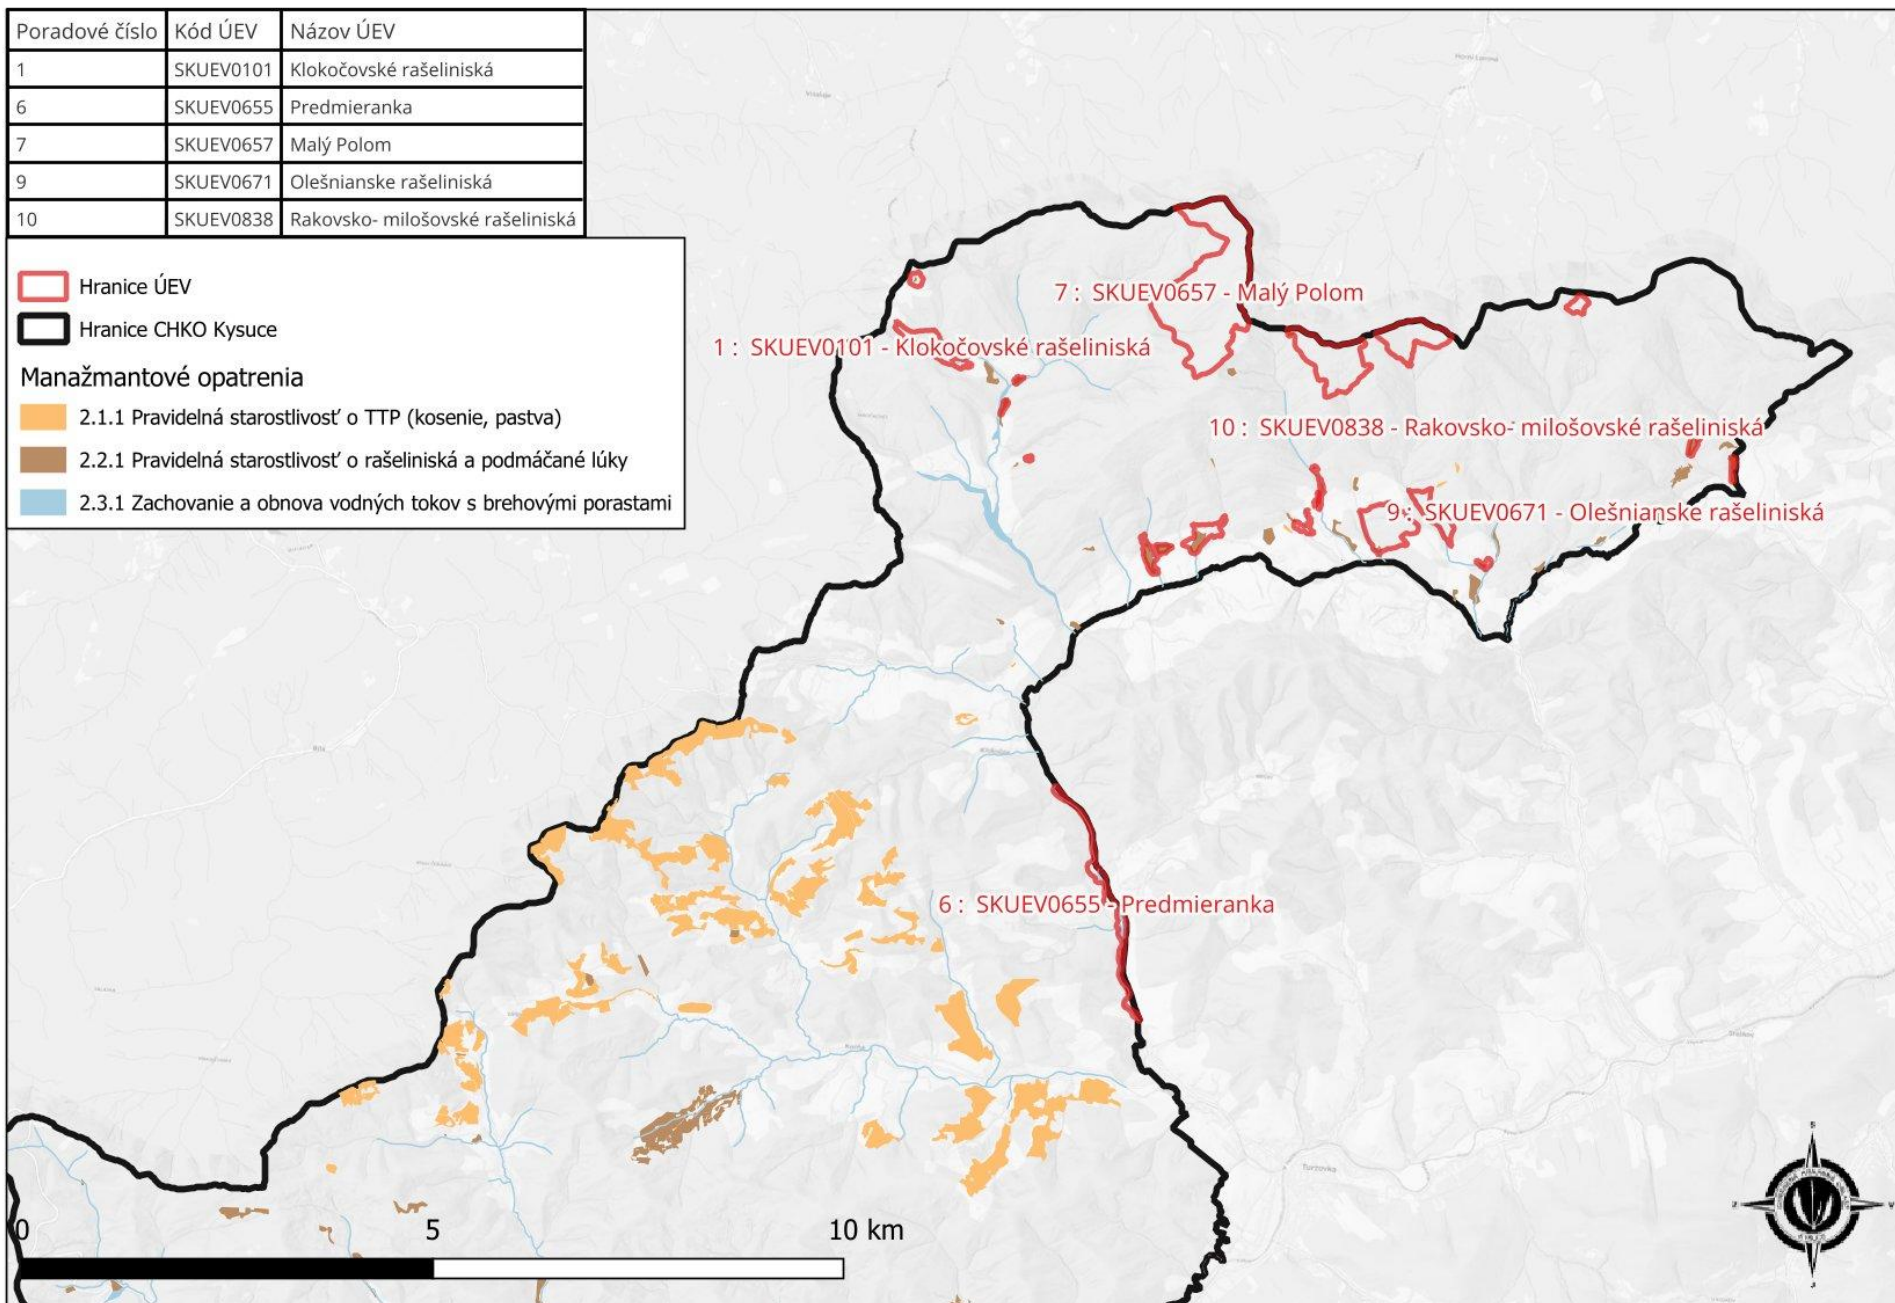 Poradové číslo Kód ÚEV Názov ÚEV
1 SKUEV0101 Klokočovské rašeliniská
6 SKUEV0655 Predmieranka
7 SKUEV0657 Malý Polom
9 SKUEV0671 Olešnianske rašeliniská
10 SKUEV0838 Rakovsko- milošovské rašeliniská
Hranice ÚEV
Hranice CHKO Kysuce
Manažmantové opatrenia
2.1.1 Pravidelná starostlivosť o TTP (kosenie, pastva)
2.2.1 Pravidelná starostlivosť o rašeliniská a podmáčané lúky
2.3.1 Zachovanie a obnova vodných tokov s brehovými porastami
7 : SKUEV0657 - Malý Polom
1 : SKUEV0101 - Klokočovské rašeliniská
10 : SKUEV0838 - Rakovsko- milošovské rašeliniská
9 : SKUEV0671 - Olešnianske rašeliniská
6 : SKUEV0655 - Predmieranka
Turzovka
0 5 10 km